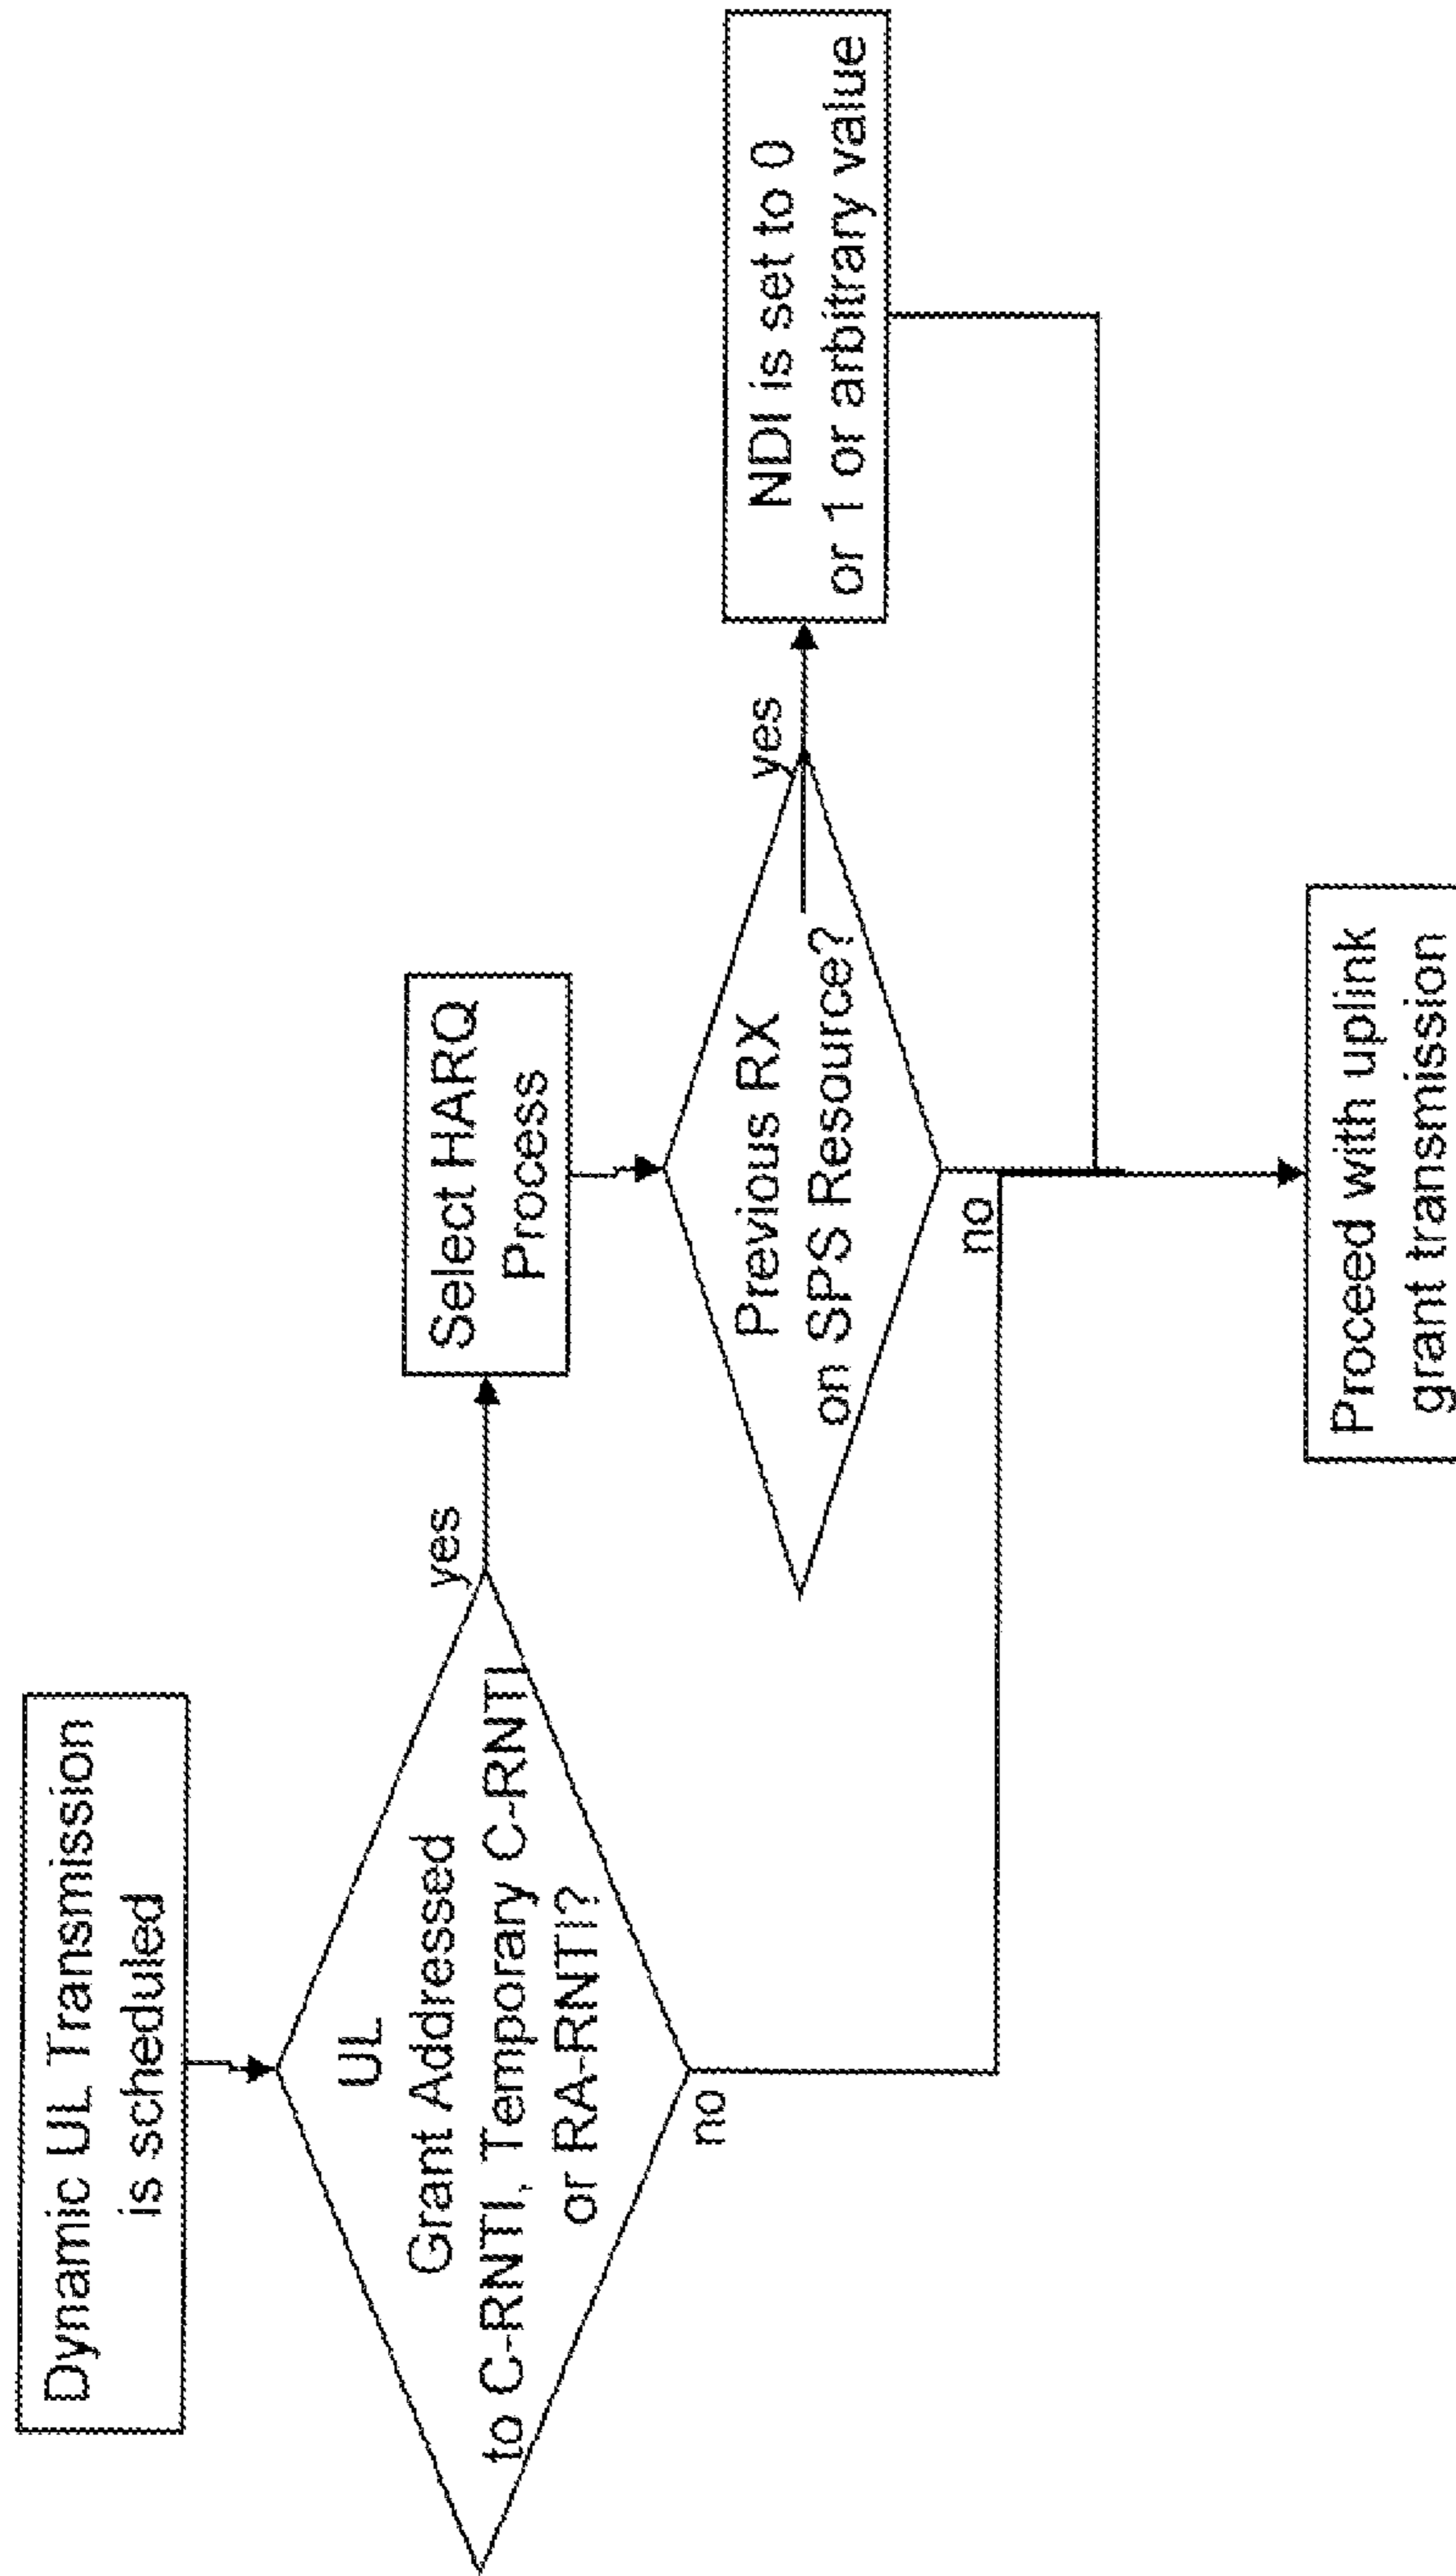 Dynamic UL Transmission
is scheduled
UL
Grant Addressed
to C-RNTI, Temporary C-RNTI
or RA-RNTI?
yes
no
Select HARQ
Process
Previous RX
on SPS Resource?
yes
no
NDI is set to 0
or 1 or arbitrary value
Proceed with uplink
grant transmission